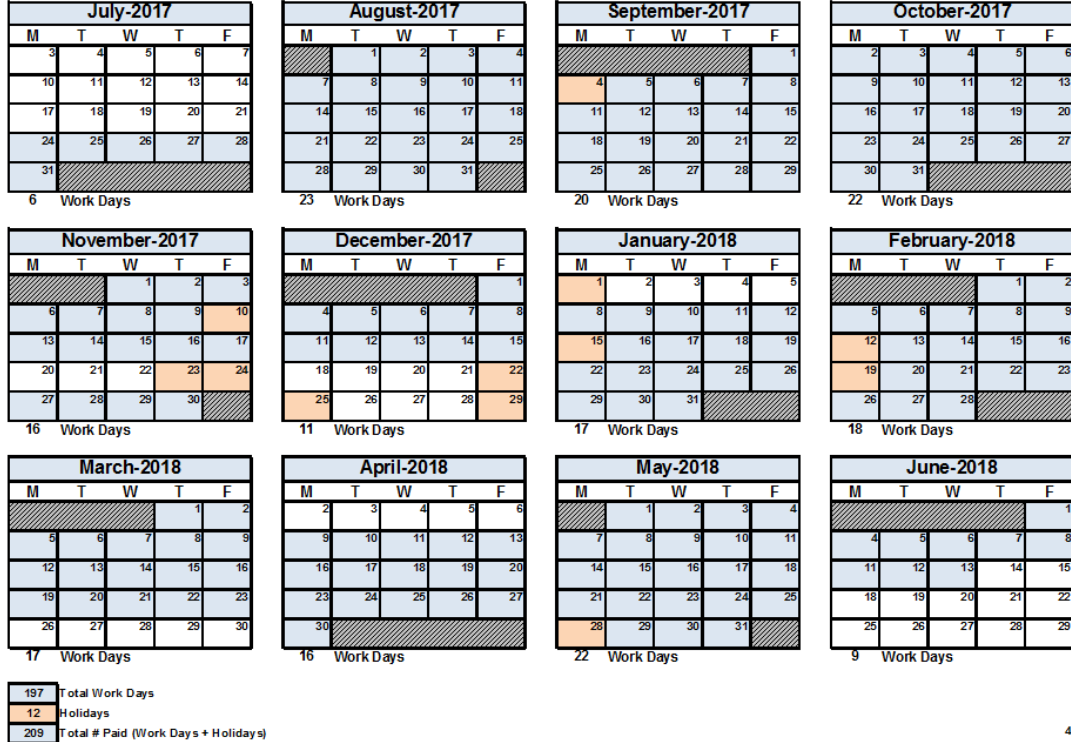 July-2017 August-2017 September-2017 October-2017
M T W T F M T W T F M T W T F M T W T F
3 4 5 6 7 1 2 3 4 1 2 3 4 5 6
10 11 12 13 14 7 8 9 10 11 4 5 6 7 8 9 10 11 12 13
17 18 19 20 21 14 15 16 17 18 11 12 13 14 15 16 17 18 19 20
24 25 26 27 28 21 22 23 24 25 18 19 20 21 22 23 24 25 26 27
31 28 29 30 31 25 26 27 28 29 30 31
6 Work Days 23 Work Days 20 Work Days 22 Work Days
November-2017 December-2017 January-2018 February-2018
M T W T F M T W T F M T W T F M T W T F
1 2 3 1 1 2 3 4 5 1 2
6 7 8 9 10 4 5 6 7 8 8 9 10 11 12 5 6 7 8 9
13 14 15 16 17 11 12 13 14 15 15 16 17 18 19 12 13 14 15 16
20 21 22 23 24 18 19 20 21 22 22 23 24 25 26 19 20 21 22 23
27 28 29 30 25 26 27 28 29 29 30 31 26 27 28
16 Work Days 11 Work Days 17 Work Days 18 Work Days
March-2018 April-2018 May-2018 June-2018
M T W T F M T W T F M T W T F M T W T F
1 2 2 3 4 5 6 1 2 3 4 1
5 6 7 8 9 9 10 11 12 13 7 8 9 10 11 4 5 6 7 8
12 13 14 15 16 16 17 18 19 20 14 15 16 17 18 11 12 13 14 15
19 20 21 22 23 23 24 25 26 27 21 22 23 24 25 18 19 20 21 22
26 27 28 29 30 30 28 29 30 31 25 26 27 28 29
17 Work Days 16 Work Days 22 Work Days 9 Work Days
197 Total Work Days
12 Holidays
209 Total # Paid (Work Days + Holidays)
4